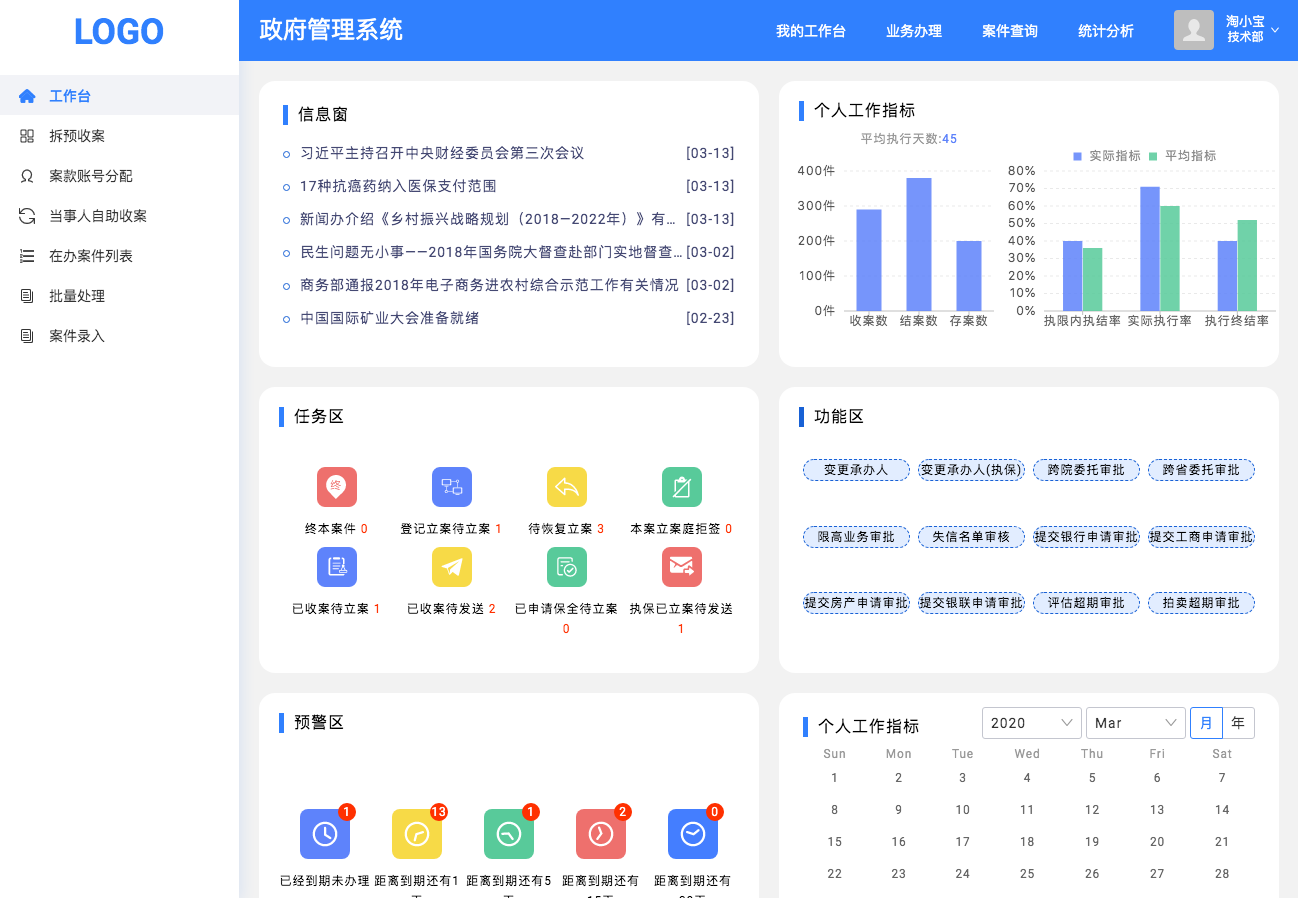 LOGO
政府管理系统
我的工作台
业务办理
案件查询
统计分析
淘小宝
技术部
工作台
拆预收案
案款账号分配
当事人自助收案
在办案件列表
批量处理
案件录入
信息窗
习近平主持召开中央财经委员会第三次会议 [03-13]
17种抗癌药纳入医保支付范围 [03-13]
新闻办介绍《乡村振兴战略规划（2018—2022年）》有... [03-13]
民生问题无小事——2018年国务院大督查赴部门实地督查... [03-02]
商务部通报2018年电子商务进农村综合示范工作有关情况 [03-02]
中国国际矿业大会准备就绪 [02-23]
个人工作指标
平均执行天数:45
400件
300件
200件
100件
0件
收案数 结案数 存案数
实际指标 平均指标
80%
70%
60%
50%
40%
30%
20%
10%
0%
执限内执结率 实际执行率 执行终结率
任务区
终
终本案件 0
登记立案待立案 1
待恢复立案 3
本案立案庭拒签 0
已收案待立案 1
已收案待发送 2
已申请保全待立案
0
执保已立案待发送
1
功能区
变更承办人 变更承办人(执保) 跨院委托审批 跨省委托审批
限高业务审批 失信名单审核 提交银行申请审批 提交工商申请审批
提交房产申请审批 提交银联申请审批 评估超期审批 拍卖超期审批
预警区
1
13
1
2
0
已经到期未办理
距离到期还有1
距离到期还有5
距离到期还有
距离到期还有
个人工作指标
2020 Mar 月 年
Sun Mon Tue Wed Thu Fri Sat
1 2 3 4 5 6 7
8 9 10 11 12 13 14
15 16 17 18 19 20 21
22 23 24 25 26 27 28